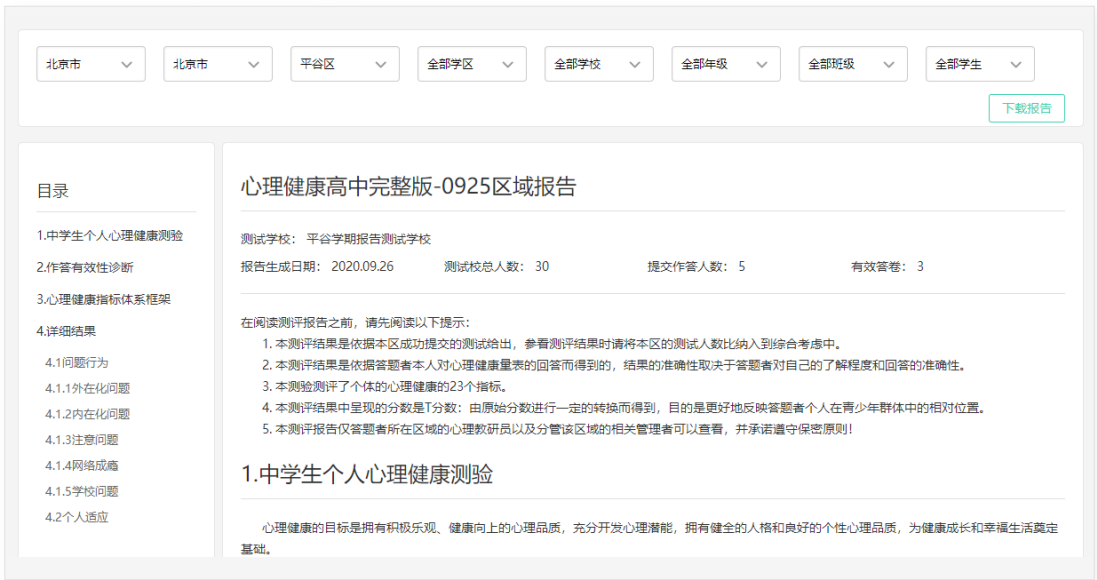 北京市 北京市 平谷区 全部学区 全部学校 全部年级 全部班级 全部学生
下载报告
目录
1.中学生个人心理健康测验
2.作答有效性诊断
3.心理健康指标体系框架
4.详细结果
4.1问题行为
4.1.1外在化问题
4.1.2内在化问题
4.1.3注意问题
4.1.4网络成瘾
4.1.5学校问题
4.2个人适应
心理健康高中完整版-0925区域报告
测试学校： 平谷学期报告测试学校
报告生成日期： 2020.09.26 测试校总人数： 30 提交作答人数： 5 有效答卷： 3
在阅读测评报告之前，请先阅读以下提示：
1. 本测评结果是依据本区成功提交的测试给出，参看测评结果时请将本区的测试人数比纳入到综合考虑中。
2. 本测评结果是依据答题者本人对心理健康量表的回答而得到的，结果的准确性取决于答题者对自己的了解程度和回答的准确性。
3. 本测验测评了个体的心理健康的23个指标。
4. 本测评结果中呈现的分数是T分数：由原始分数进行一定的转换而得到，目的是更好地反映答题者个人在青少年群体中的相对位置。
5. 本测评报告仅答题者所在区域的心理教研员以及分管该区域的相关管理者可以查看，并承诺遵守保密原则！
1.中学生个人心理健康测验
心理健康的目标是拥有积极乐观、健康向上的心理品质，充分开发心理潜能，拥有健全的人格和良好的个性心理品质，为健康成长和幸福生活奠定
基础。